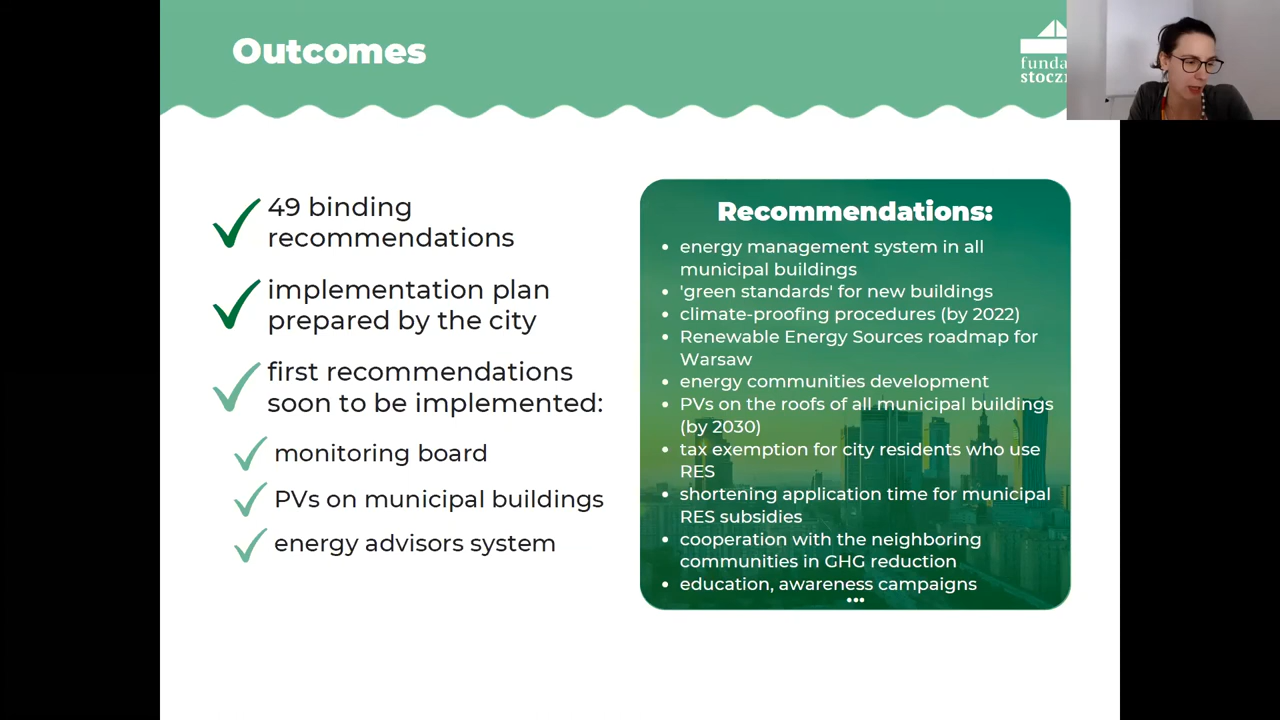 Outcomes
funda
stocz
49 binding
recommendations
implementation plan
prepared by the city
first recommendations
soon to be implemented:
monitoring board
PVs on municipal buildings
energy advisors system
Recommendations:
• energy management system in all
municipal buildings
• 'green standards' for new buildings
• climate-proofing procedures (by 2022)
• Renewable Energy Sources roadmap for
Warsaw
• energy communities development
• PVs on the roofs of all municipal buildings
(by 2030)
• tax exemption for city residents who use
RES
• shortening application time for municipal
RES subsidies
• cooperation with the neighboring
communities in GHG reduction
• education, awareness campaigns
...